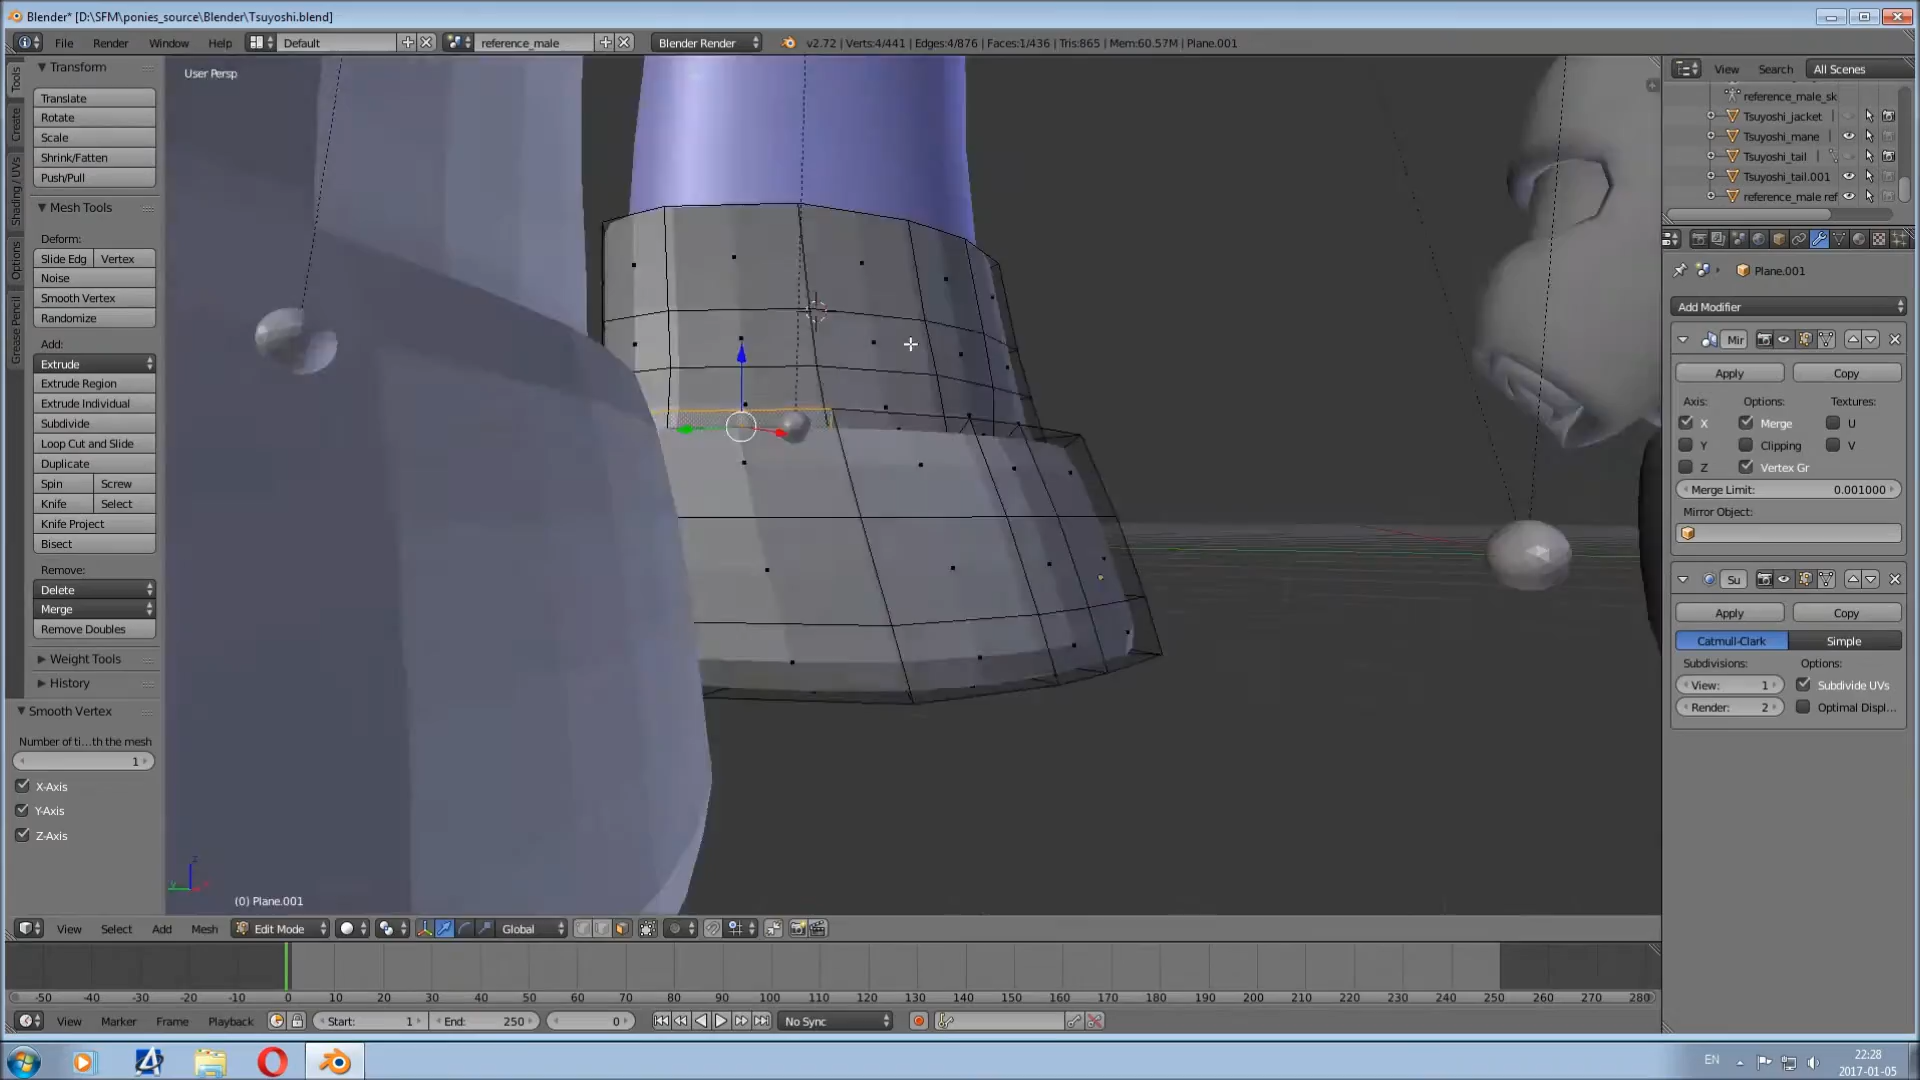 Blender* [D:\SFM\ponies_source\Blender\Tsuyoshi.blend]
File Render Window Help Default reference_male Blender Render v2.72 | Verts:4/441 | Edges:4/876 | Faces:1/436 | Tris:865 | Mem:60.57M | Plane.001
View Search All Scenes
Tools
Create
Shading / UVs
Options
Grease Pencil
Transform
Translate
Rotate
Scale
Shrink/Fatten
Push/Pull
Mesh Tools
Deform:
Slide Edg Vertex
Noise
Smooth Vertex
Randomize
Add:
Extrude
Extrude Region
Extrude Individual
Subdivide
Loop Cut and Slide
Duplicate
Spin Screw
Knife Select
Knife Project
Bisect
Remove:
Delete
Merge
Remove Doubles
Weight Tools
History
Smooth Vertex
Number of ti...th the mesh
1
X-Axis
Y-Axis
Z-Axis
User Persp
(0) Plane.001
reference_male_sk
Tsuyoshi_jacket
Tsuyoshi_mane
Tsuyoshi_tail
Tsuyoshi_tail.001
reference_male ref
Plane.001
Add Modifier
Mir
Apply Copy
Axis: Options: Textures:
X Merge U
Y Clipping V
Z Vertex Gr
Merge Limit: 0.001000
Mirror Object:
Su
Apply Copy
Catmull-Clark Simple
Subdivisions: Options:
View: 1 Subdivide UVs
Render: 2 Optimal Displ...
View Select Add Mesh Edit Mode Global
-50 -40 -30 -20 -10 0 10 20 30 40 50 60 70 80 90 100 110 120 130 140 150 160 170 180 190 200 210 220 230 240 250 260 270 280
View Marker Frame Playback Start: 1 End: 250 0 No Sync
EN
22:28
2017-01-05